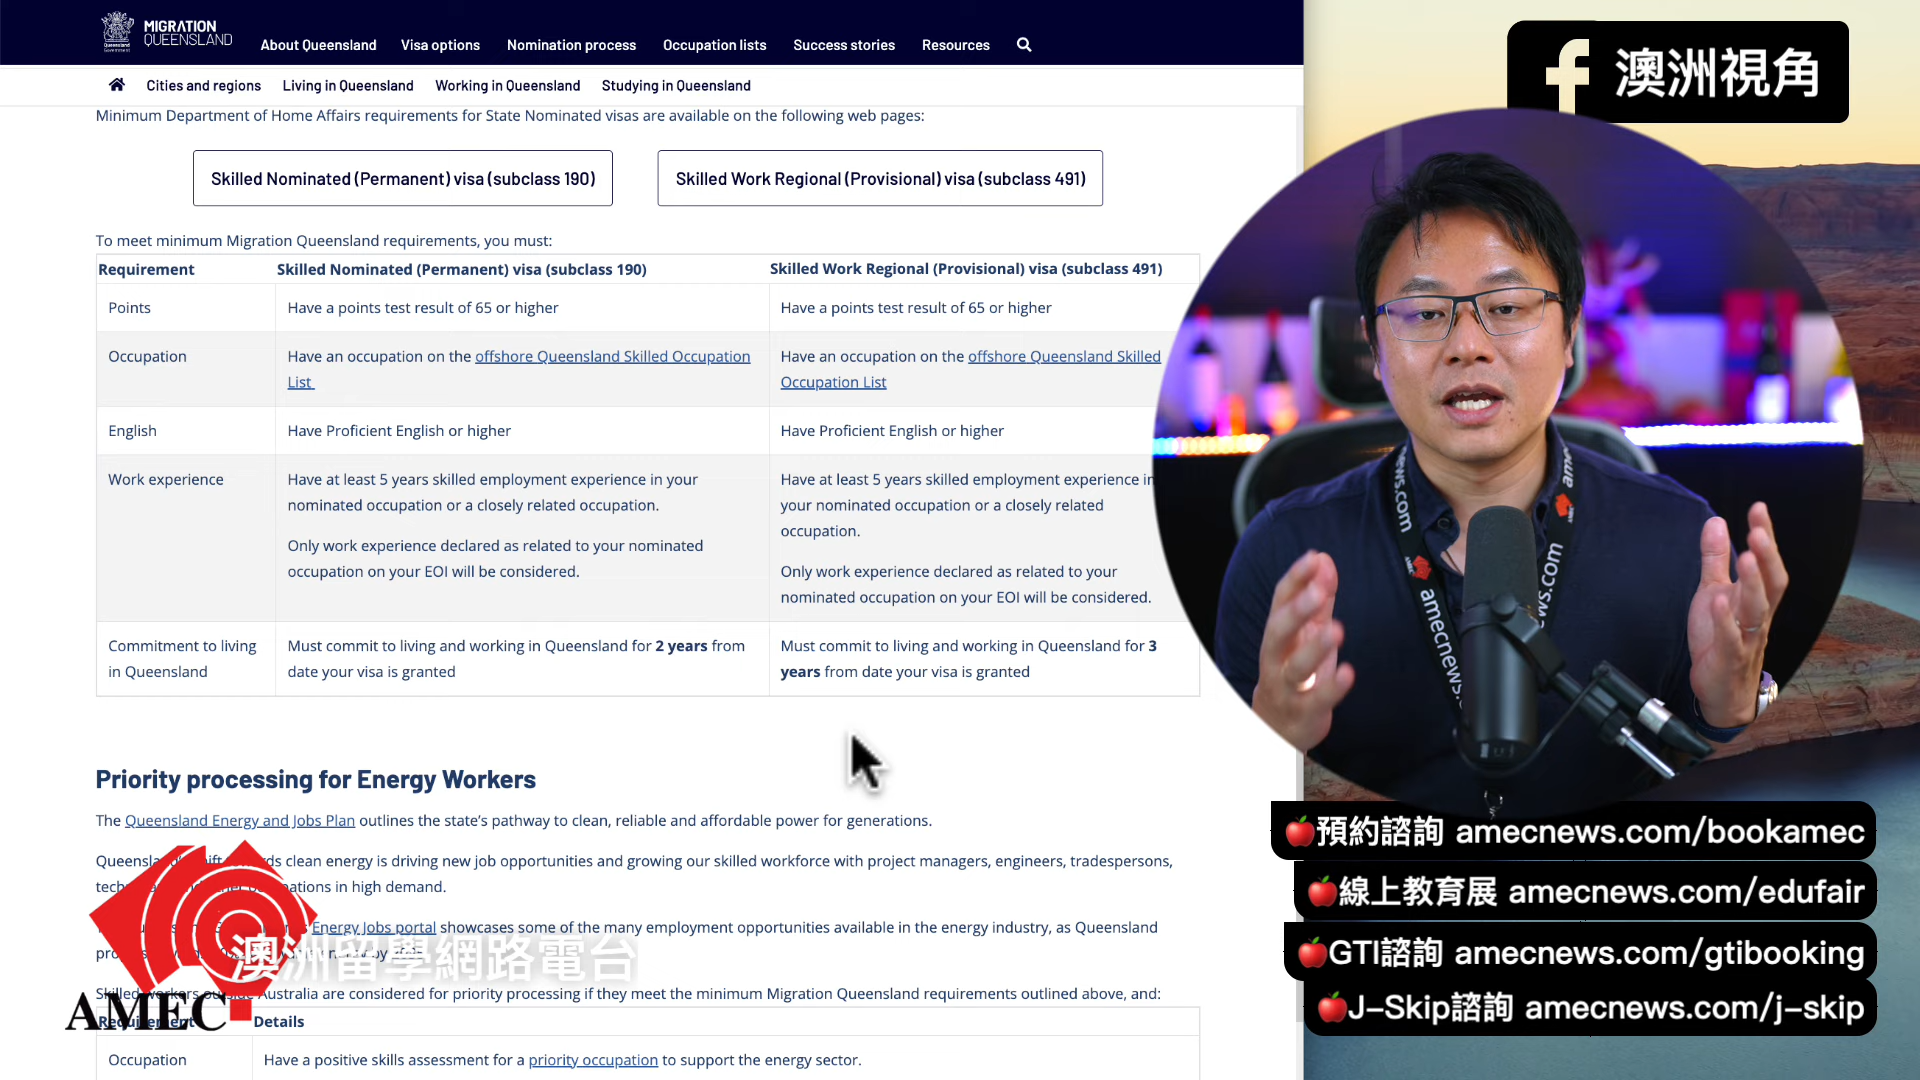 MIGRATION
QUEENSLAND
Queensland
Government
About Queensland Visa options Nomination process Occupation lists Success stories Resources
Cities and regions Living in Queensland Working in Queensland Studying in Queensland
Minimum Department of Home Affairs requirements for State Nominated visas are available on the following web pages:
Skilled Nominated (Permanent) visa (subclass 190) Skilled Work Regional (Provisional) visa (subclass 491)
To meet minimum Migration Queensland requirements, you must:
Requirement Skilled Nominated (Permanent) visa (subclass 190) Skilled Work Regional (Provisional) visa (subclass 491)
Points Have a points test result of 65 or higher Have a points test result of 65 or higher
Occupation Have an occupation on the offshore Queensland Skilled Occupation
List
Have an occupation on the offshore Queensland Skilled
Occupation List
English Have Proficient English or higher Have Proficient English or higher
Work experience Have at least 5 years skilled employment experience in your
nominated occupation or a closely related occupation.
Only work experience declared as related to your nominated
occupation on your EOI will be considered.
Have at least 5 years skilled employment experience in
your nominated occupation or a closely related
occupation.
Only work experience declared as related to your
nominated occupation on your EOI will be considered.
Commitment to living
in Queensland
Must commit to living and working in Queensland for 2 years from
date your visa is granted
Must commit to living and working in Queensland for 3
years from date your visa is granted
Priority processing for Energy Workers
The Queensland Energy and Jobs Plan outlines the state's pathway to clean, reliable and affordable power for generations.
clean energy is driving new job opportunities and growing our skilled workforce with project managers, engineers, tradespersons,
in high demand.
Energy Jobs portal showcases some of the many employment opportunities available in the energy industry, as Queensland
by
Skilled workers outside Australia are considered for priority processing if they meet the minimum Migration Queensland requirements outlined above, and:
Requirement Details
Occupation Have a positive skills assessment for a priority occupation to support the energy sector.
澳洲留學網路電台
AMEC
f 澳洲視角
news.com
amec
AMEC
amecnews.com
news.com
🍎預約諮詢 amecnews.com/bookamec
🍎線上教育展 amecnews.com/edufair
🍎GTI諮詢 amecnews.com/gtibooking
🍎J-Skip諮詢 amecnews.com/j-skip